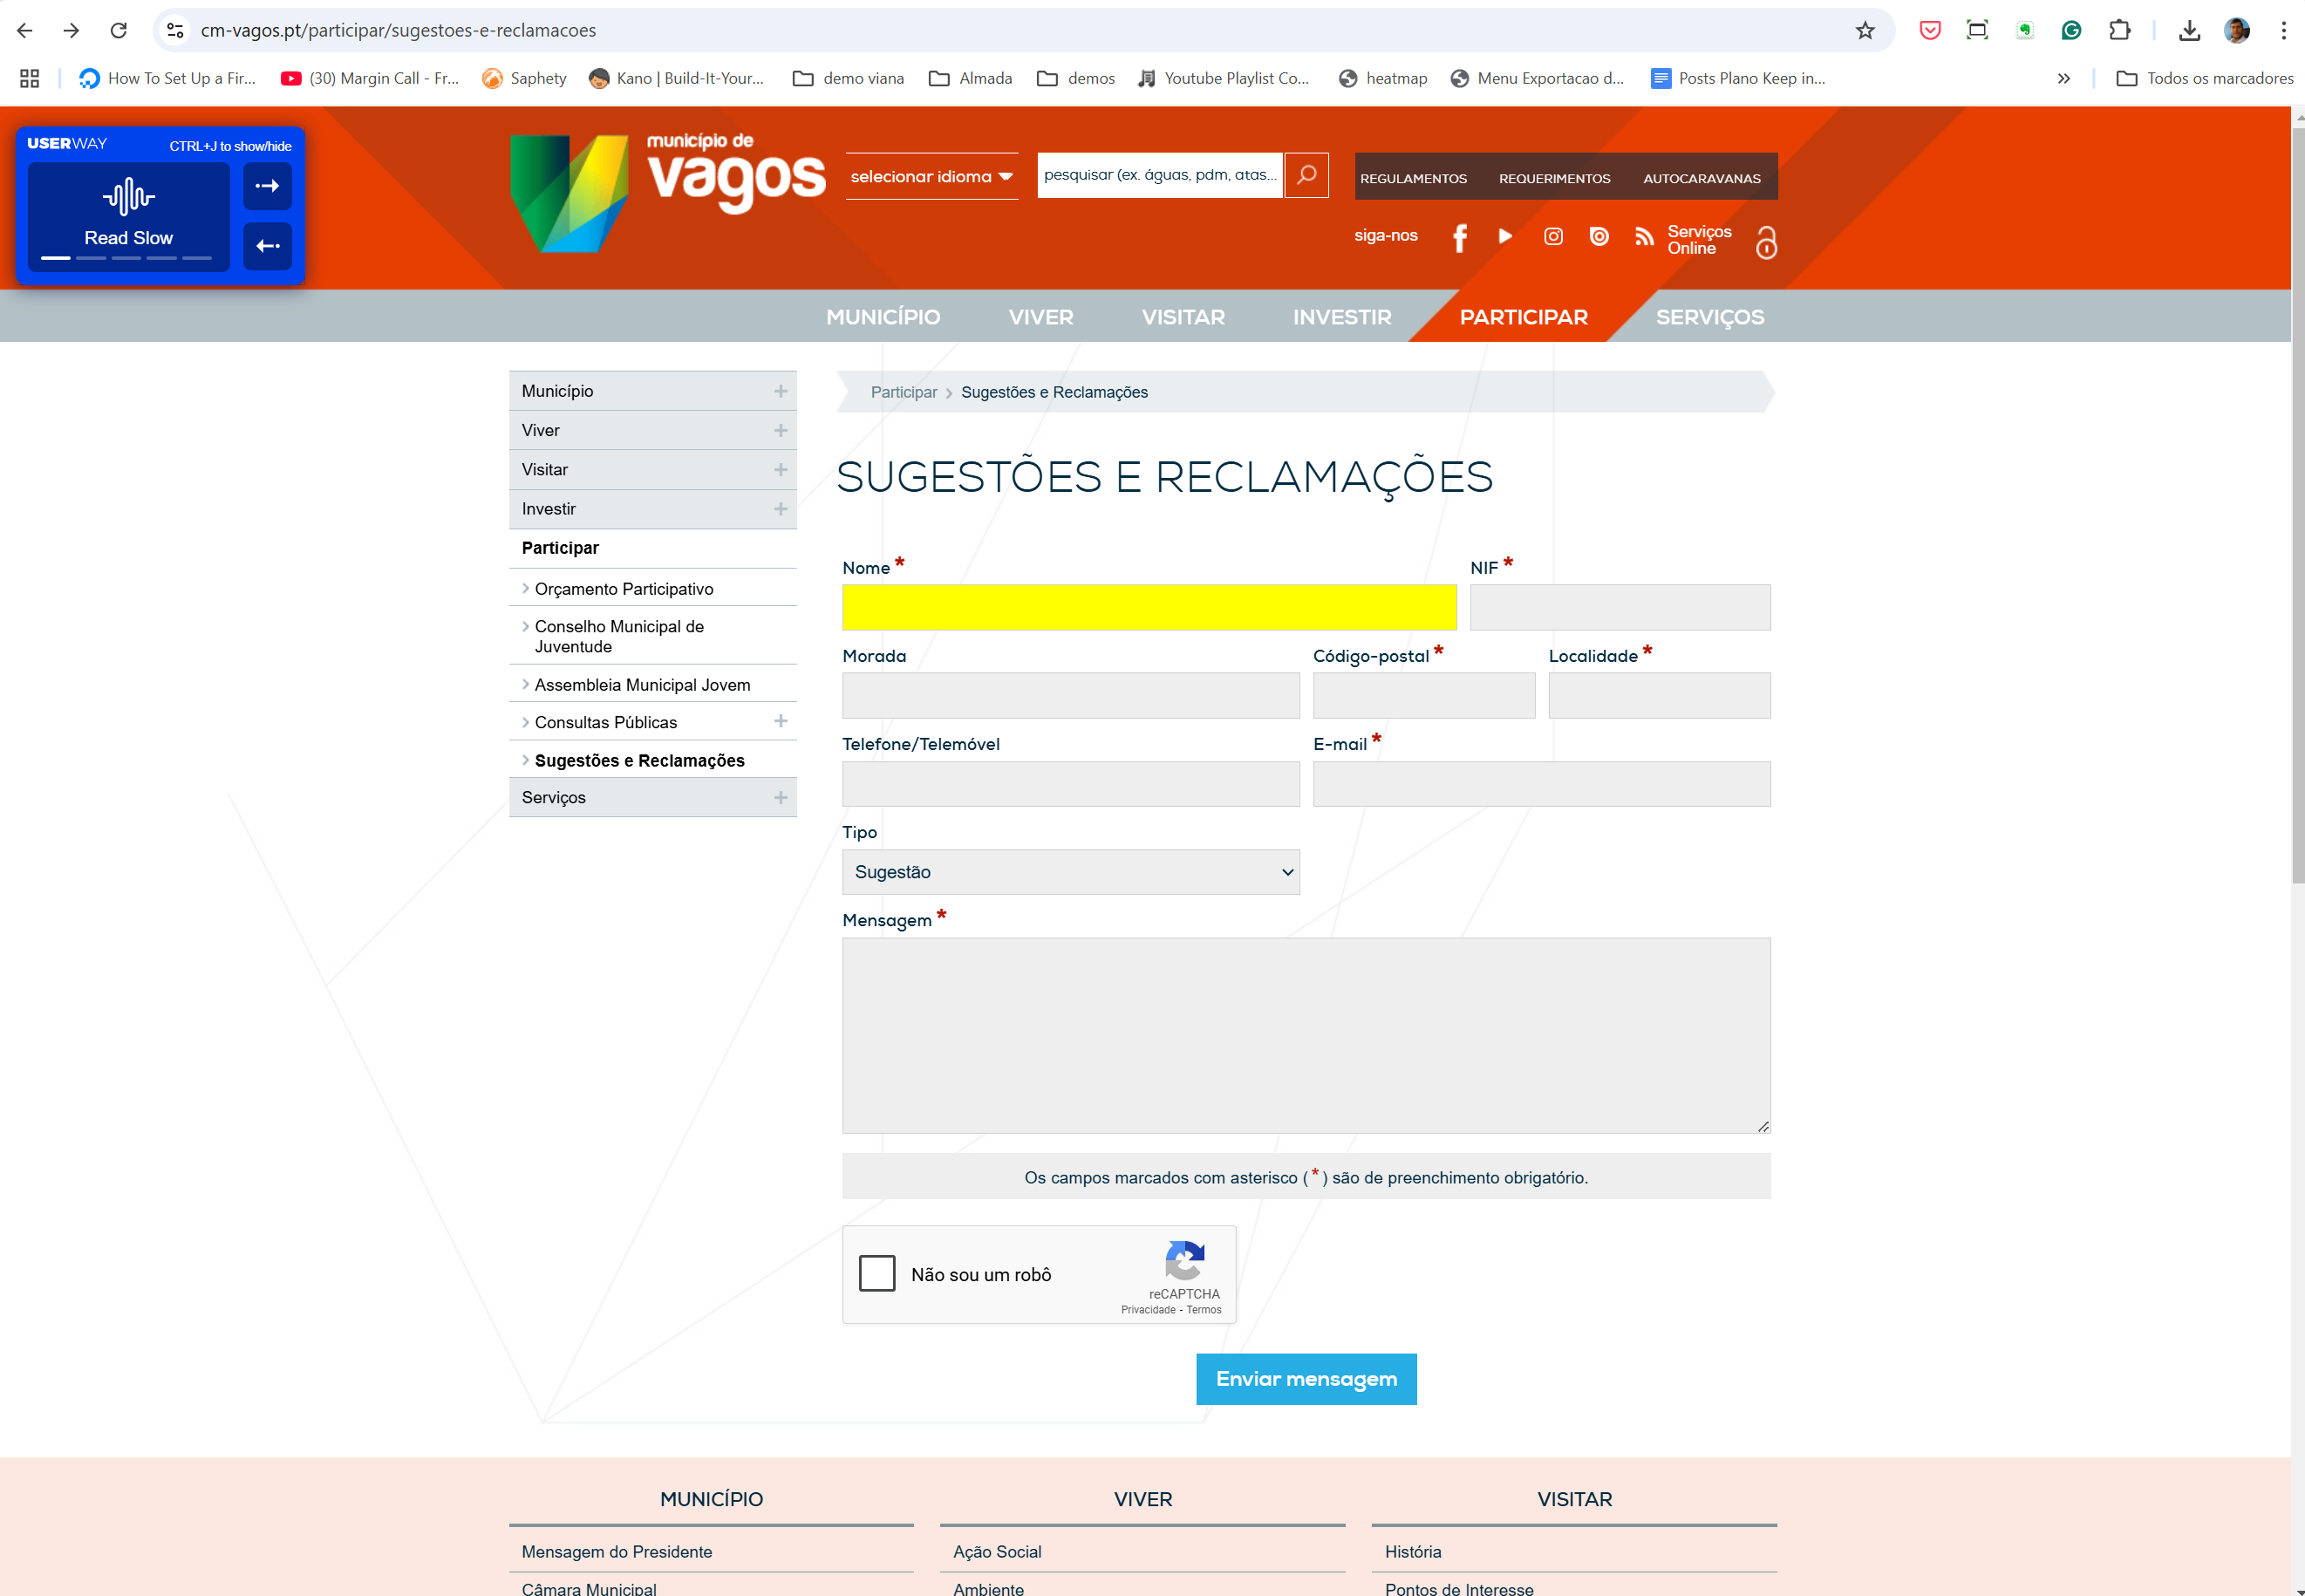 cm-vagos.pt/participar/sugestoes-e-reclamacoes
How To Set Up a Fir...
(30) Margin Call - Fr...
Saphety
Kano | Build-It-Your...
demo viana
Almada
demos
Youtube Playlist Co...
heatmap
Menu Exportacao d...
Posts Plano Keep in...
»
Todos os marcadores
USERWAY
CTRL+J to show/hide
Read Slow
município de
vagos
selecionar idioma
pesquisar (ex. águas, pdm, atas...
REGULAMENTOS
REQUERIMENTOS
AUTOCARAVANAS
siga-nos
Serviços
Online
MUNICÍPIO
VIVER
VISITAR
INVESTIR
PARTICIPAR
SERVIÇOS
Município
Viver
Visitar
Investir
Participar
Orçamento Participativo
Conselho Municipal de
Juventude
Assembleia Municipal Jovem
Consultas Públicas
Sugestões e Reclamações
Serviços
Participar > Sugestões e Reclamações
SUGESTÕES E RECLAMAÇÕES
Nome *
NIF *
Morada
Código-postal *
Localidade *
Telefone/Telemóvel
E-mail *
Tipo
Sugestão
Mensagem *
Os campos marcados com asterisco ( * ) são de preenchimento obrigatório.
Não sou um robô
reCAPTCHA
Privacidade - Termos
Enviar mensagem
MUNICÍPIO
Mensagem do Presidente
Câmara Municipal
VIVER
Ação Social
Ambiente
VISITAR
História
Pontos de Interesse